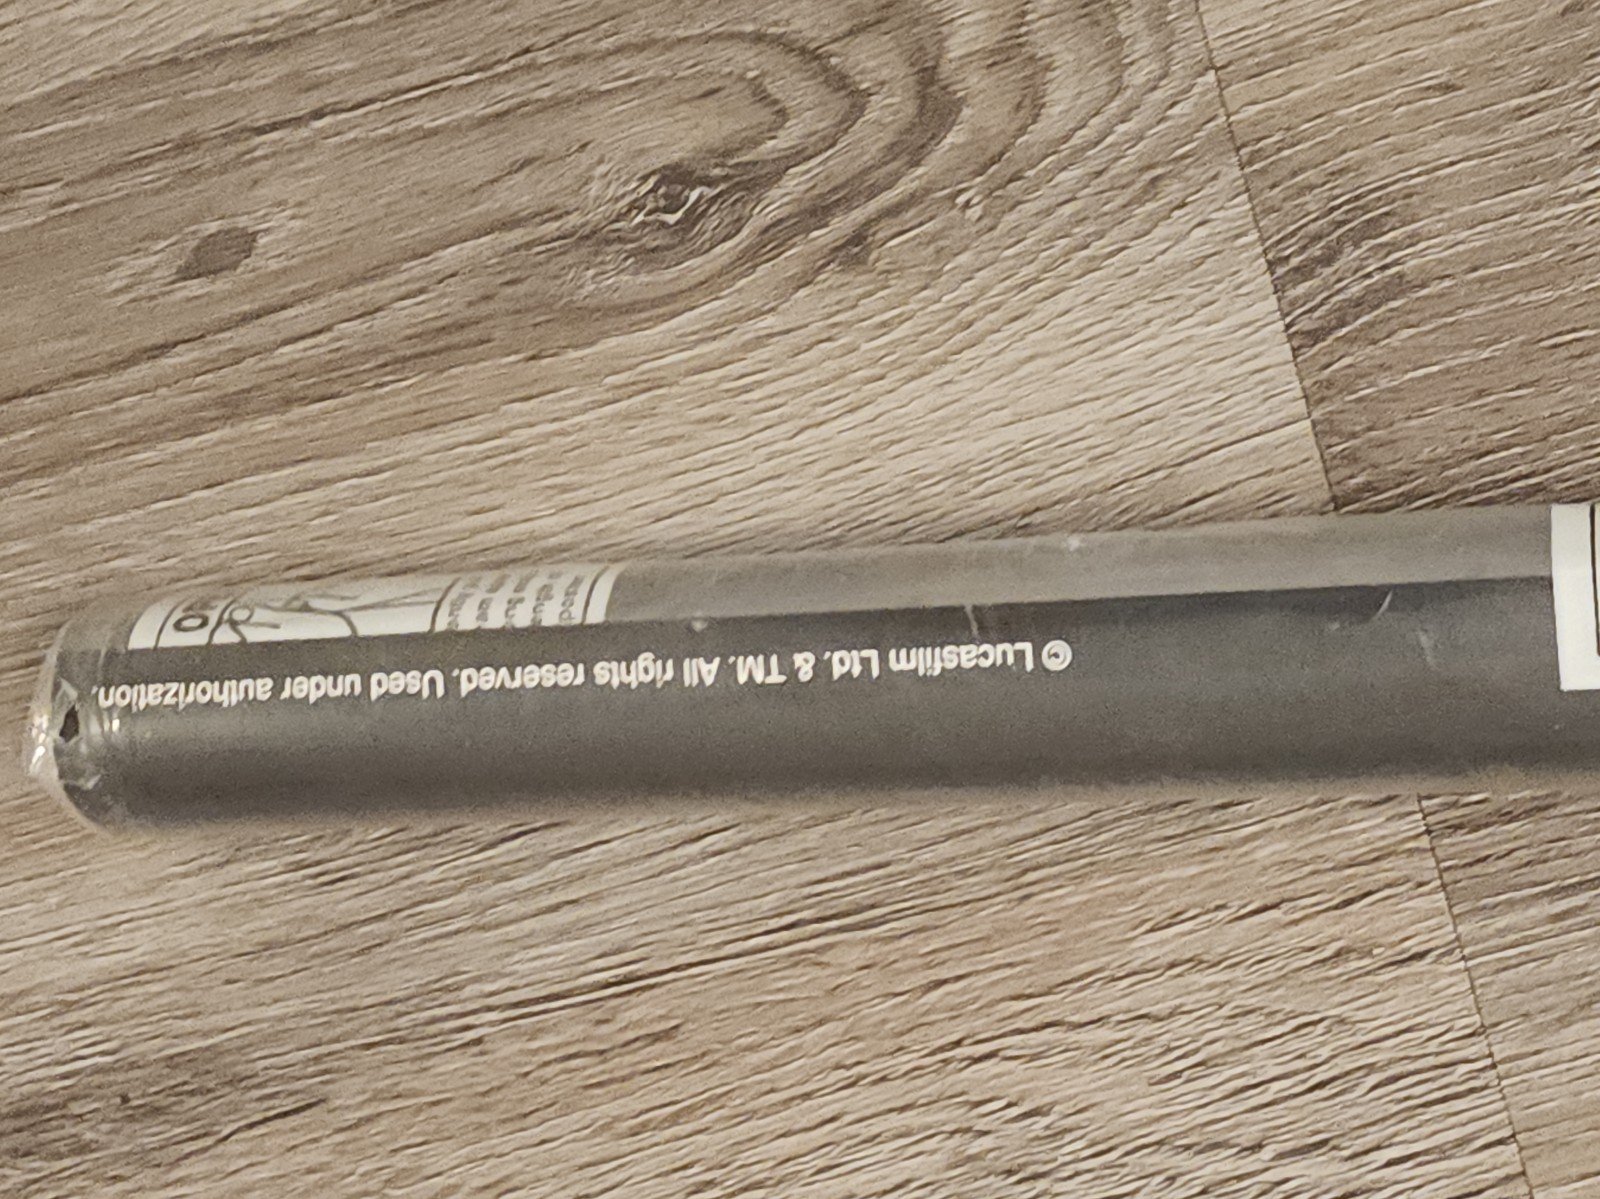 © Lucasfilm Ltd. & TM. All rights reserved. Used under authorization.